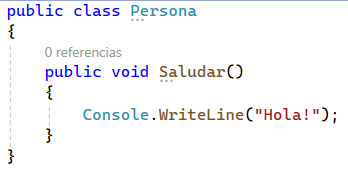 public class Persona
{
0 referencias
public void Saludar()
{
Console.WriteLine("Hola!");
}
}